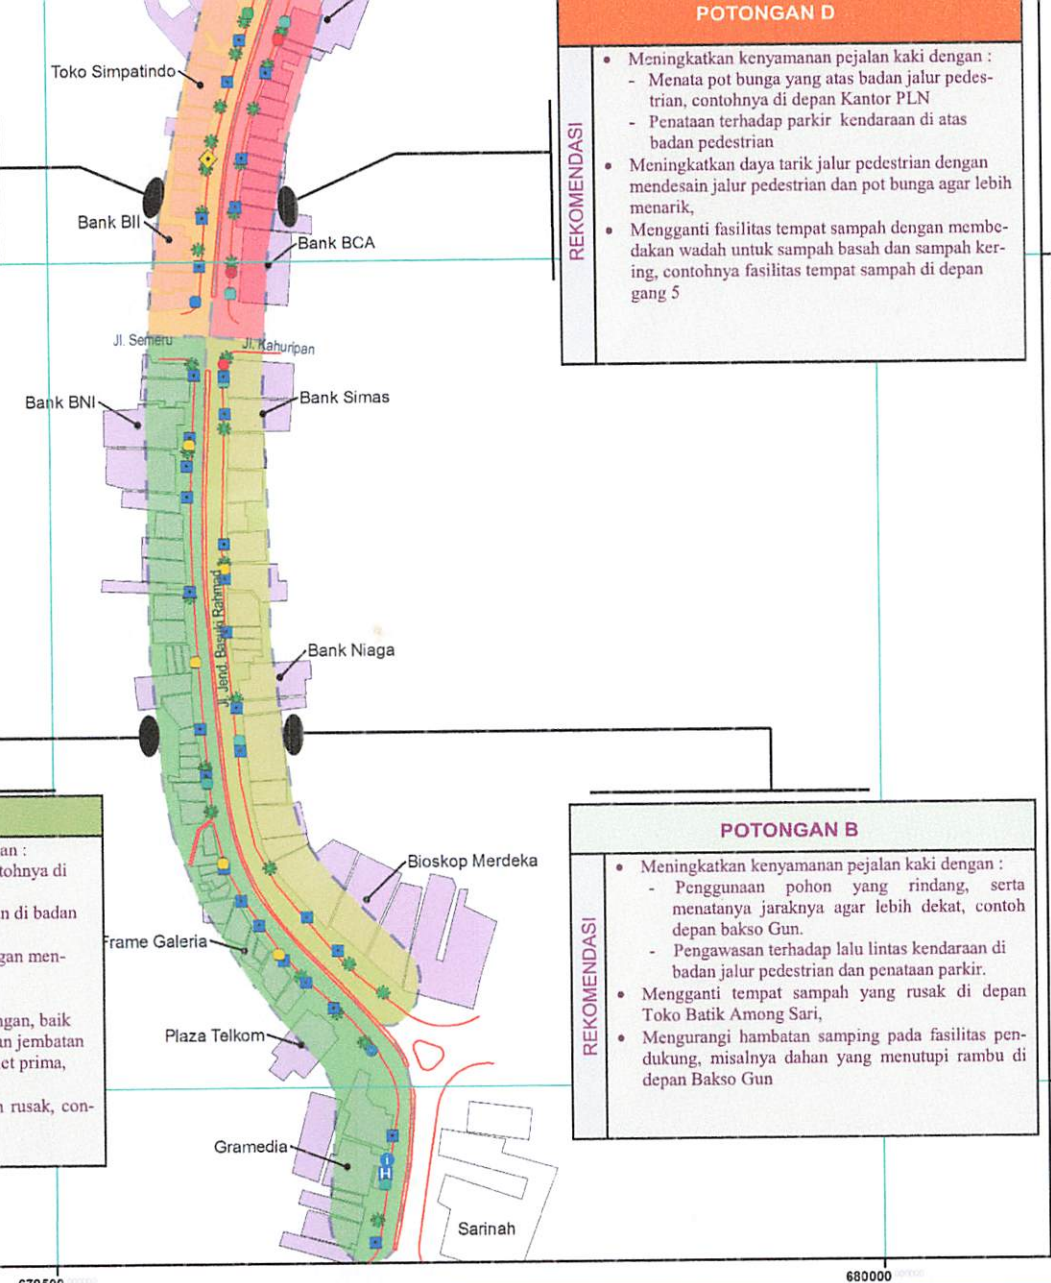 POTONGAN D
REKOMENDASI
• Meningkatkan kenyamanan pejalan kaki dengan :
- Menata pot bunga yang atas badan jalur pedes-
trian, contohnya di depan Kantor PLN
- Penataan terhadap parkir kendaraan di atas
badan pedestrian
• Meningkatkan daya tarik jalur pedestrian dengan
mendesain jalur pedestrian dan pot bunga agar lebih
menarik,
• Mengganti fasilitas tempat sampah dengan membe-
dakan wadah untuk sampah basah dan sampah ker-
ing, contohnya fasilitas tempat sampah di depan
gang 5
Toko Simpatindo
Bank BII
Bank BCA
Jl. Semeru
Jl. Kahuripan
Bank BNI
Bank Simas
Jl. Jend. Basuki Rahmad
Bank Niaga
Bioskop Merdeka
Frame Galeria
Plaza Telkom
Gramedia
i
H
Sarinah
POTONGAN B
REKOMENDASI
• Meningkatkan kenyamanan pejalan kaki dengan :
- Penggunaan pohon yang rindang, serta
menatanya jaraknya agar lebih dekat, contoh
depan bakso Gun.
- Pengawasan terhadap lalu lintas kendaraan di
badan jalur pedestrian dan penataan parkir.
• Mengganti tempat sampah yang rusak di depan
Toko Batik Among Sari,
• Mengurangi hambatan samping pada fasilitas pen-
dukung, misalnya dahan yang menutupi rambu di
depan Bakso Gun
an :
tohnya di
n di badan
gan men-
ngan, baik
an jembatan
et prima,
n rusak, con-
679500
680000